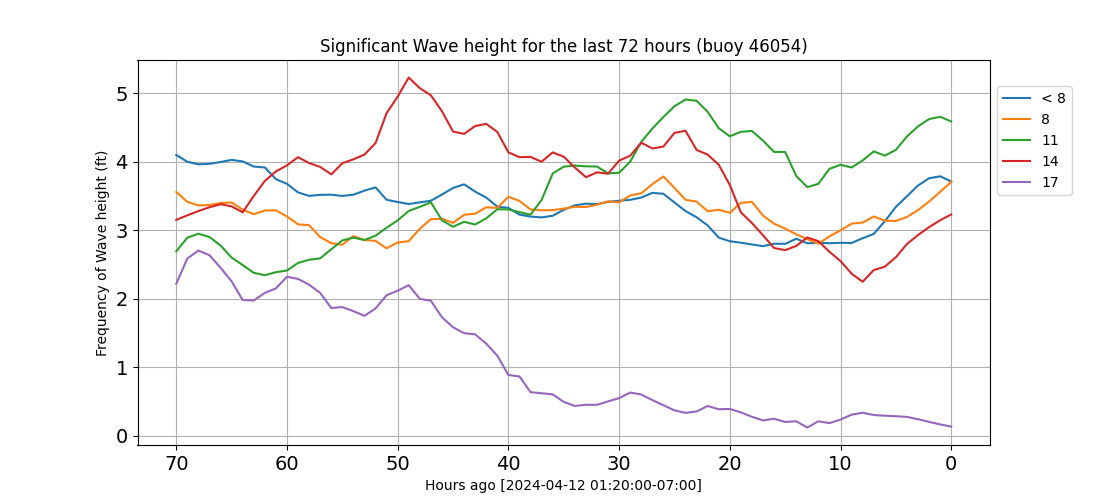 Significant Wave height for the last 72 hours (buoy 46054)
Frequency of Wave height (ft)
5
4
3
2
1
0
70 60 50 40 30 20 10 0
Hours ago [2024-04-12 01:20:00-07:00]
< 8
8
11
14
17